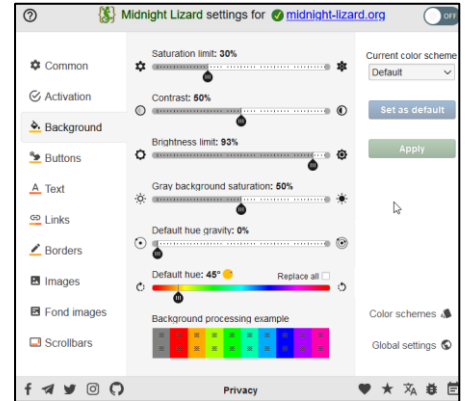 Midnight Lizard settings for midnight-lizard.org
OFF
Common
Activation
Background
Buttons
Text
Links
Borders
Images
Fond images
Scrollbars
Saturation limit: 30%
Contrast: 50%
Brightness limit: 93%
Gray background saturation: 50%
Default hue gravity: 0%
Default hue: 45°
Replace all
Background processing example
Current color scheme
Default
Set as default
Apply
Color schemes
Global settings
Privacy